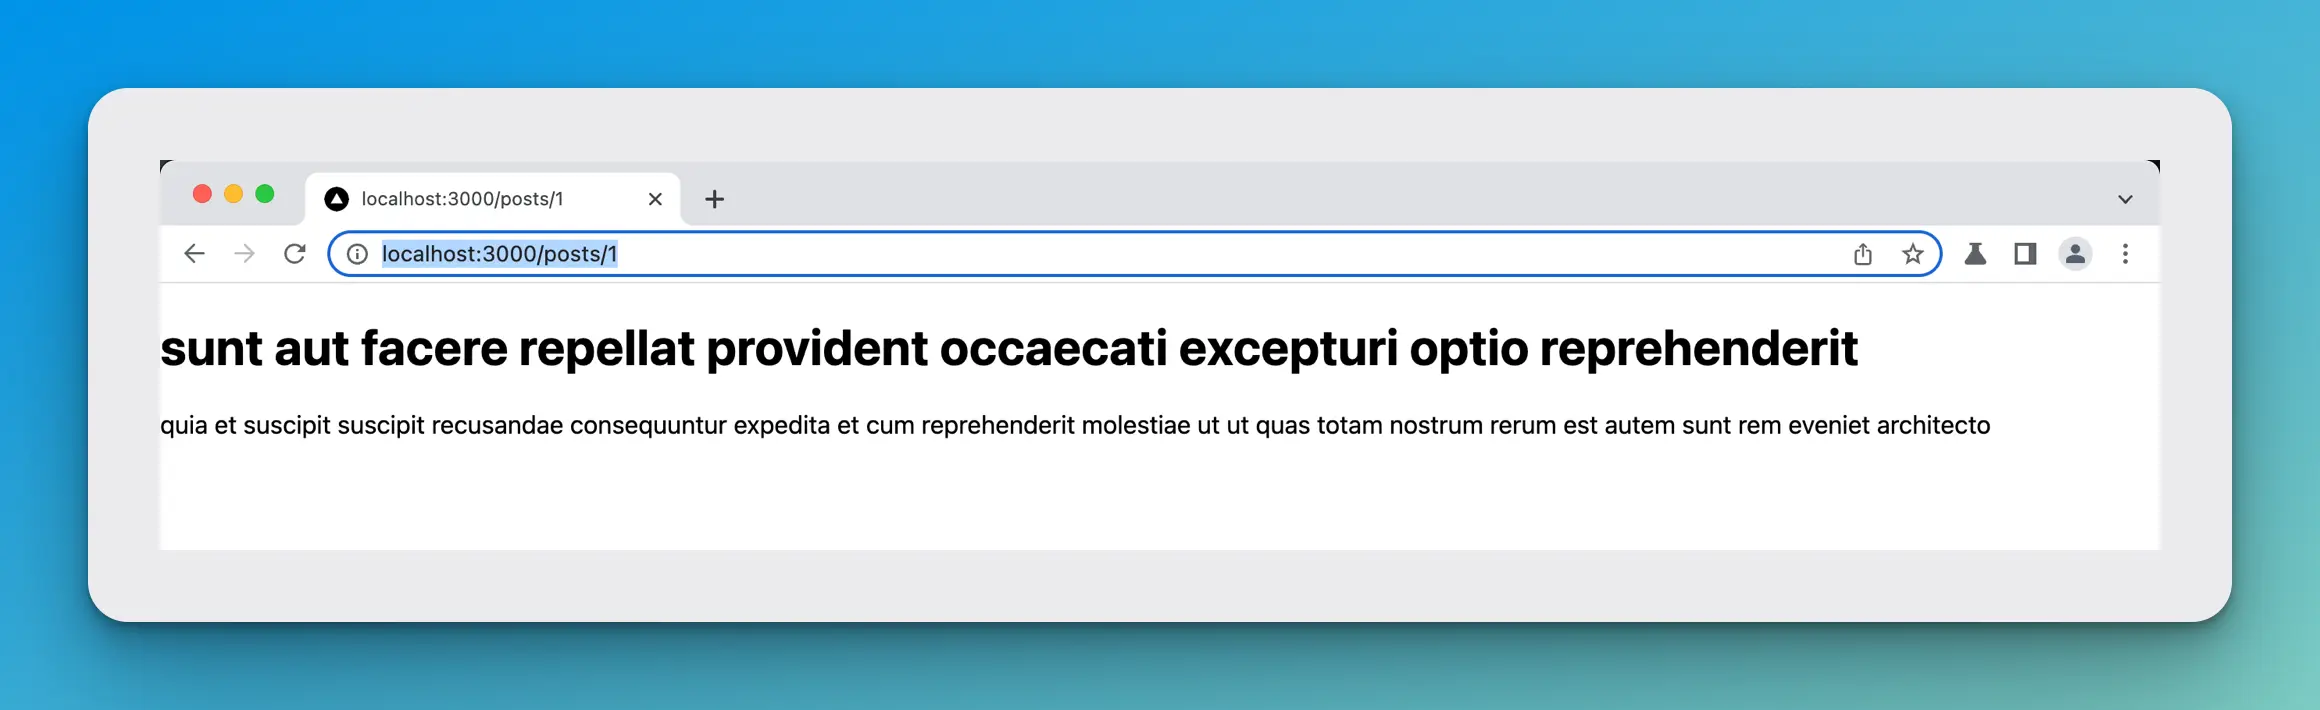 localhost:3000/posts/1
localhost:3000/posts/1
sunt aut facere repellat provident occaecati excepturi optio reprehenderit
quia et suscipit suscipit recusandae consequuntur expedita et cum reprehenderit molestiae ut ut quas totam nostrum rerum est autem sunt rem eveniet architecto